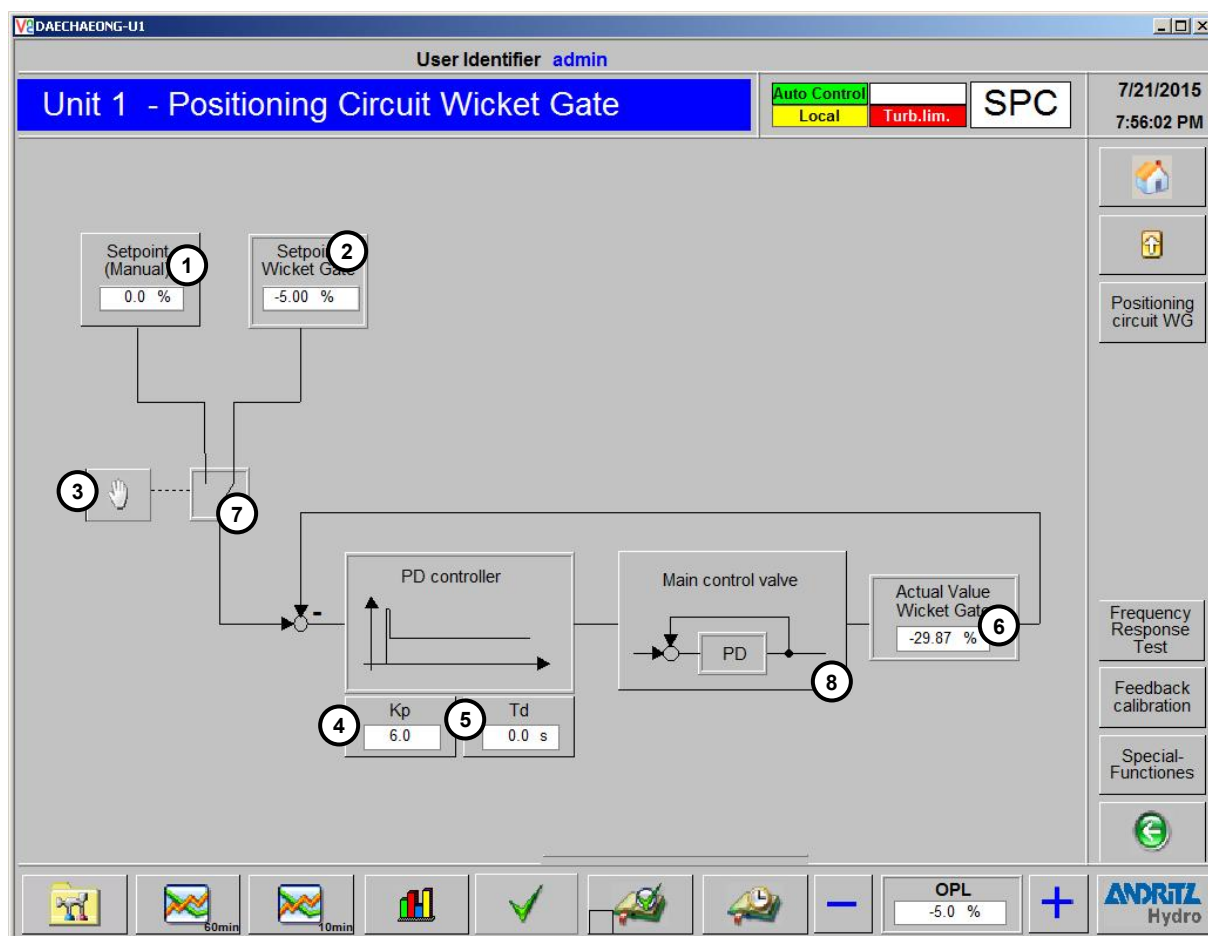 DAECHAEONG-U1
User Identifier admin
Unit 1 - Positioning Circuit Wicket Gate
Auto Control
Local
Turb.lim.
SPC
7/21/2015
7:56:02 PM
Setpoint
(Manual)
0.0 %
1
Setpoint
Wicket Gate
-5.00 %
2
Positioning
circuit WG
3
7
PD controller
Main control valve
PD
8
Actual Value
Wicket Gate
-29.87 %
6
-
4
Kp
6.0
5
Td
0.0 s
Frequency
Response
Test
Feedback
calibration
Special-
Functiones
60min
10min
OPL
-5.0 %
ANDRITZ
Hydro